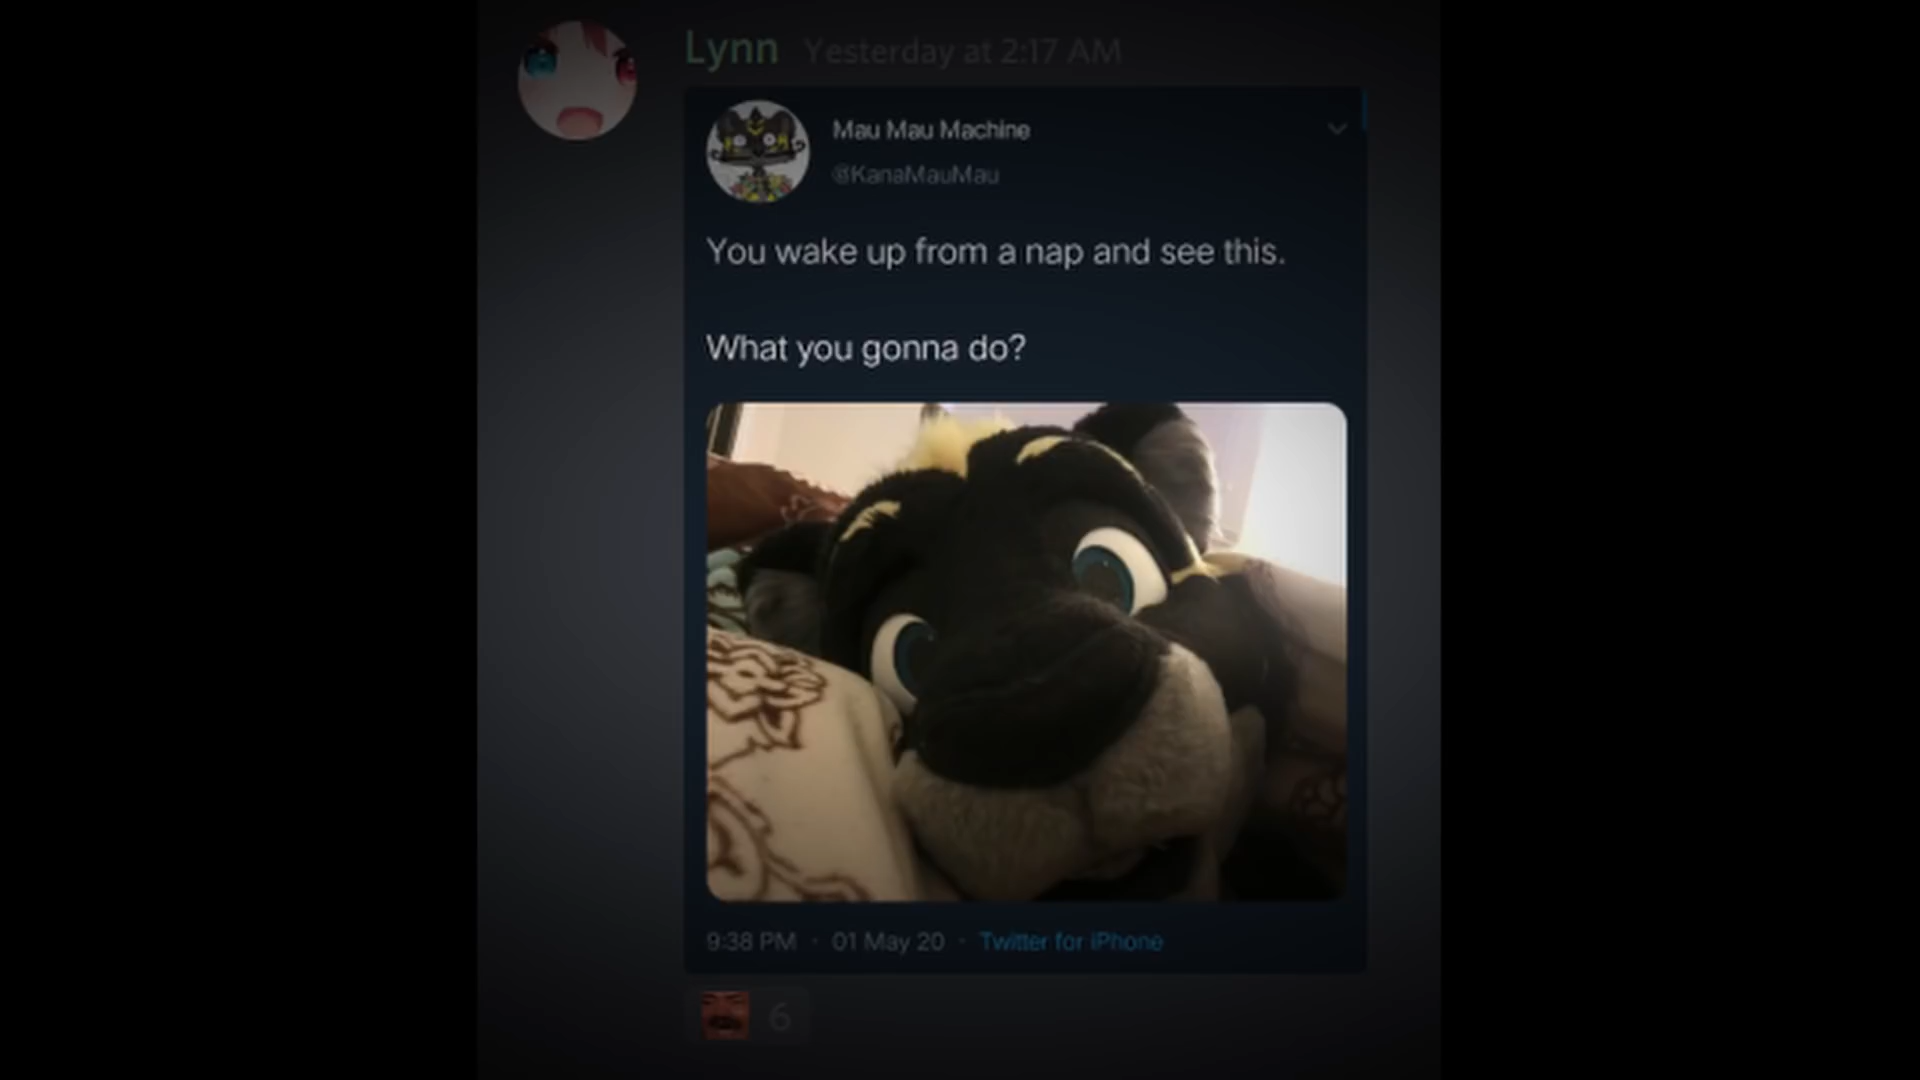 Lynn Yesterday at 2:17 AM
Mau Mau Machine
@KanaMauMau
You wake up from a nap and see this.
What you gonna do?
9:38 PM · 01 May 20 · Twitter for iPhone
6